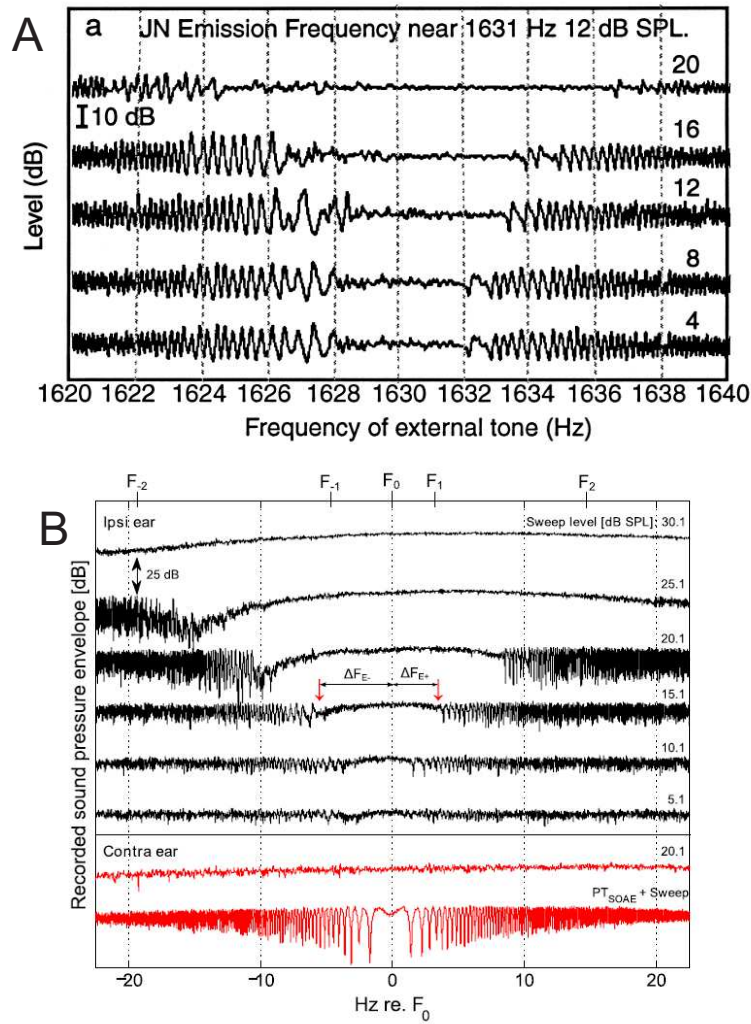 A
a JN Emission Frequency near 1631 Hz 12 dB SPL.
20
10 dB
16
12
8
4
Level (dB)
1620 1622 1624 1626 1628 1630 1632 1634 1636 1638 1640
Frequency of external tone (Hz)
B
F-2 F-1 F0 F1 F2
Ipsi ear Sweep level [dB SPL]: 30.1
25 dB
25.1
20.1
ΔFE- ΔFE+
15.1
10.1
5.1
Contra ear 20.1
PTSOAE + Sweep
Recorded sound pressure envelope [dB]
−20 −10 0 10 20
Hz re. F0